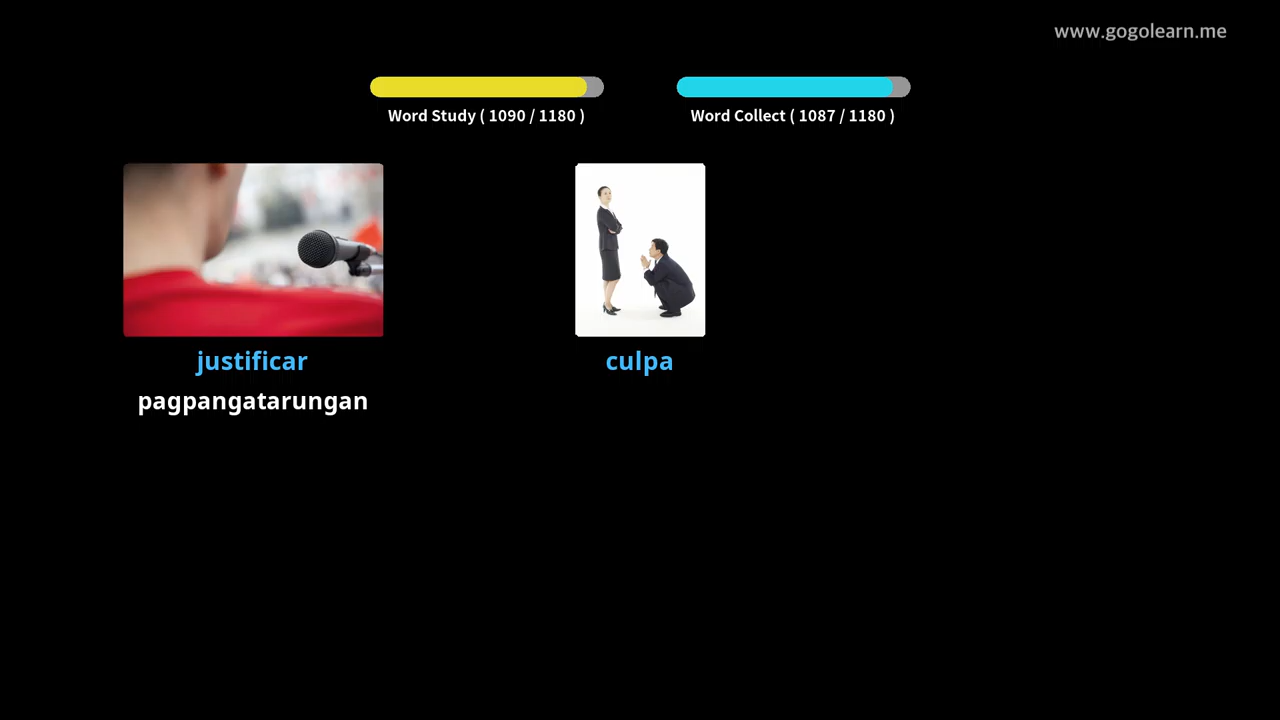 www.gogolearn.me
Word Study ( 1090 / 1180 )
Word Collect ( 1087 / 1180 )
justificar
culpa
pagpangatarungan